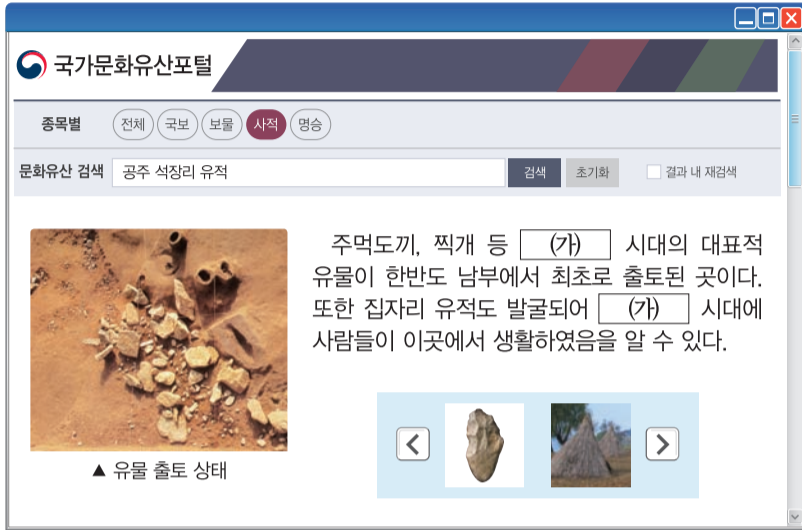 국가문화유산포털
종목별 전체 국보 보물 사적 명승
문화유산 검색 공주 석장리 유적 검색 초기화 결과 내 재검색
주먹도끼, 찍개 등 (가) 시대의 대표적
유물이 한반도 남부에서 최초로 출토된 곳이다.
또한 집자리 유적도 발굴되어 (가) 시대에
사람들이 이곳에서 생활하였음을 알 수 있다.
▲ 유물 출토 상태